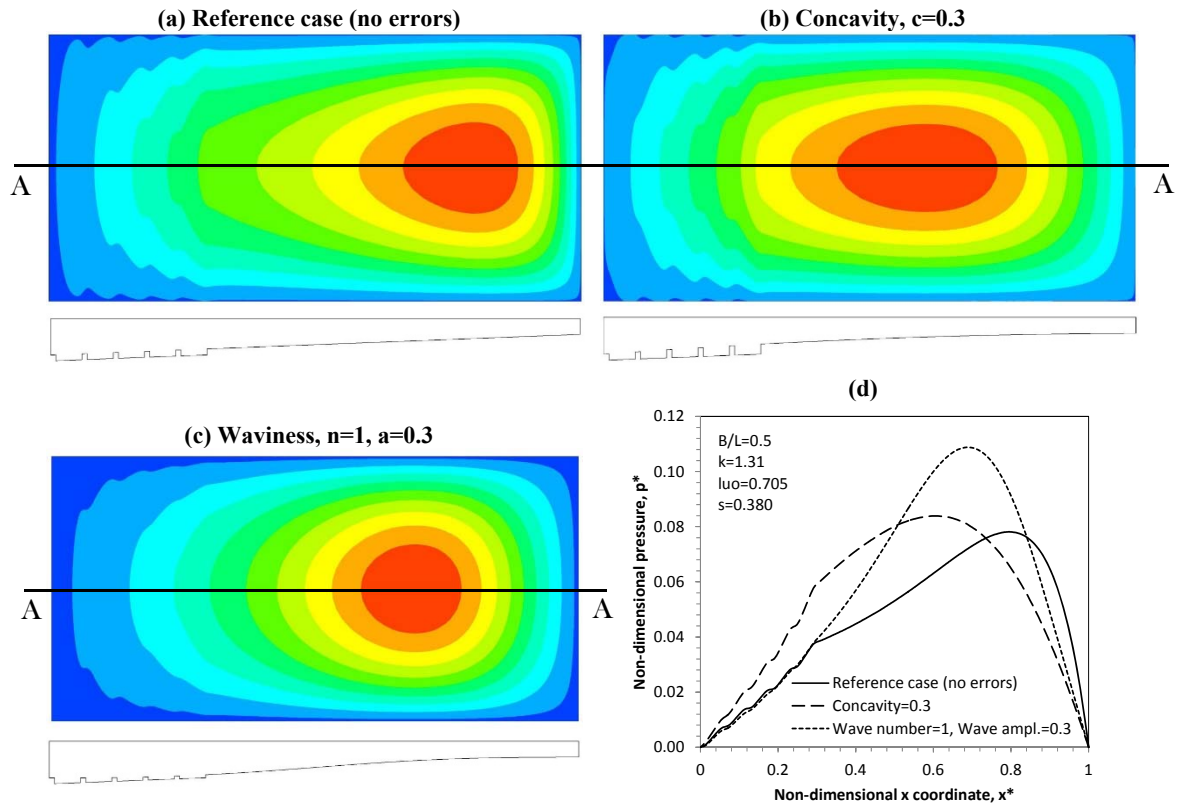 (a) Reference case (no errors)
(b) Concavity, c=0.3
A
A
(c) Waviness, n=1, a=0.3
A
A
(d)
Non-dimensional pressure, p*
0.12
0.10
0.08
0.06
0.04
0.02
0.00
B/L=0.5
k=1.31
luo=0.705
s=0.380
Reference case (no errors)
Concavity=0.3
Wave number=1, Wave ampl.=0.3
0
0.2
0.4
0.6
0.8
1
Non-dimensional x coordinate, x*